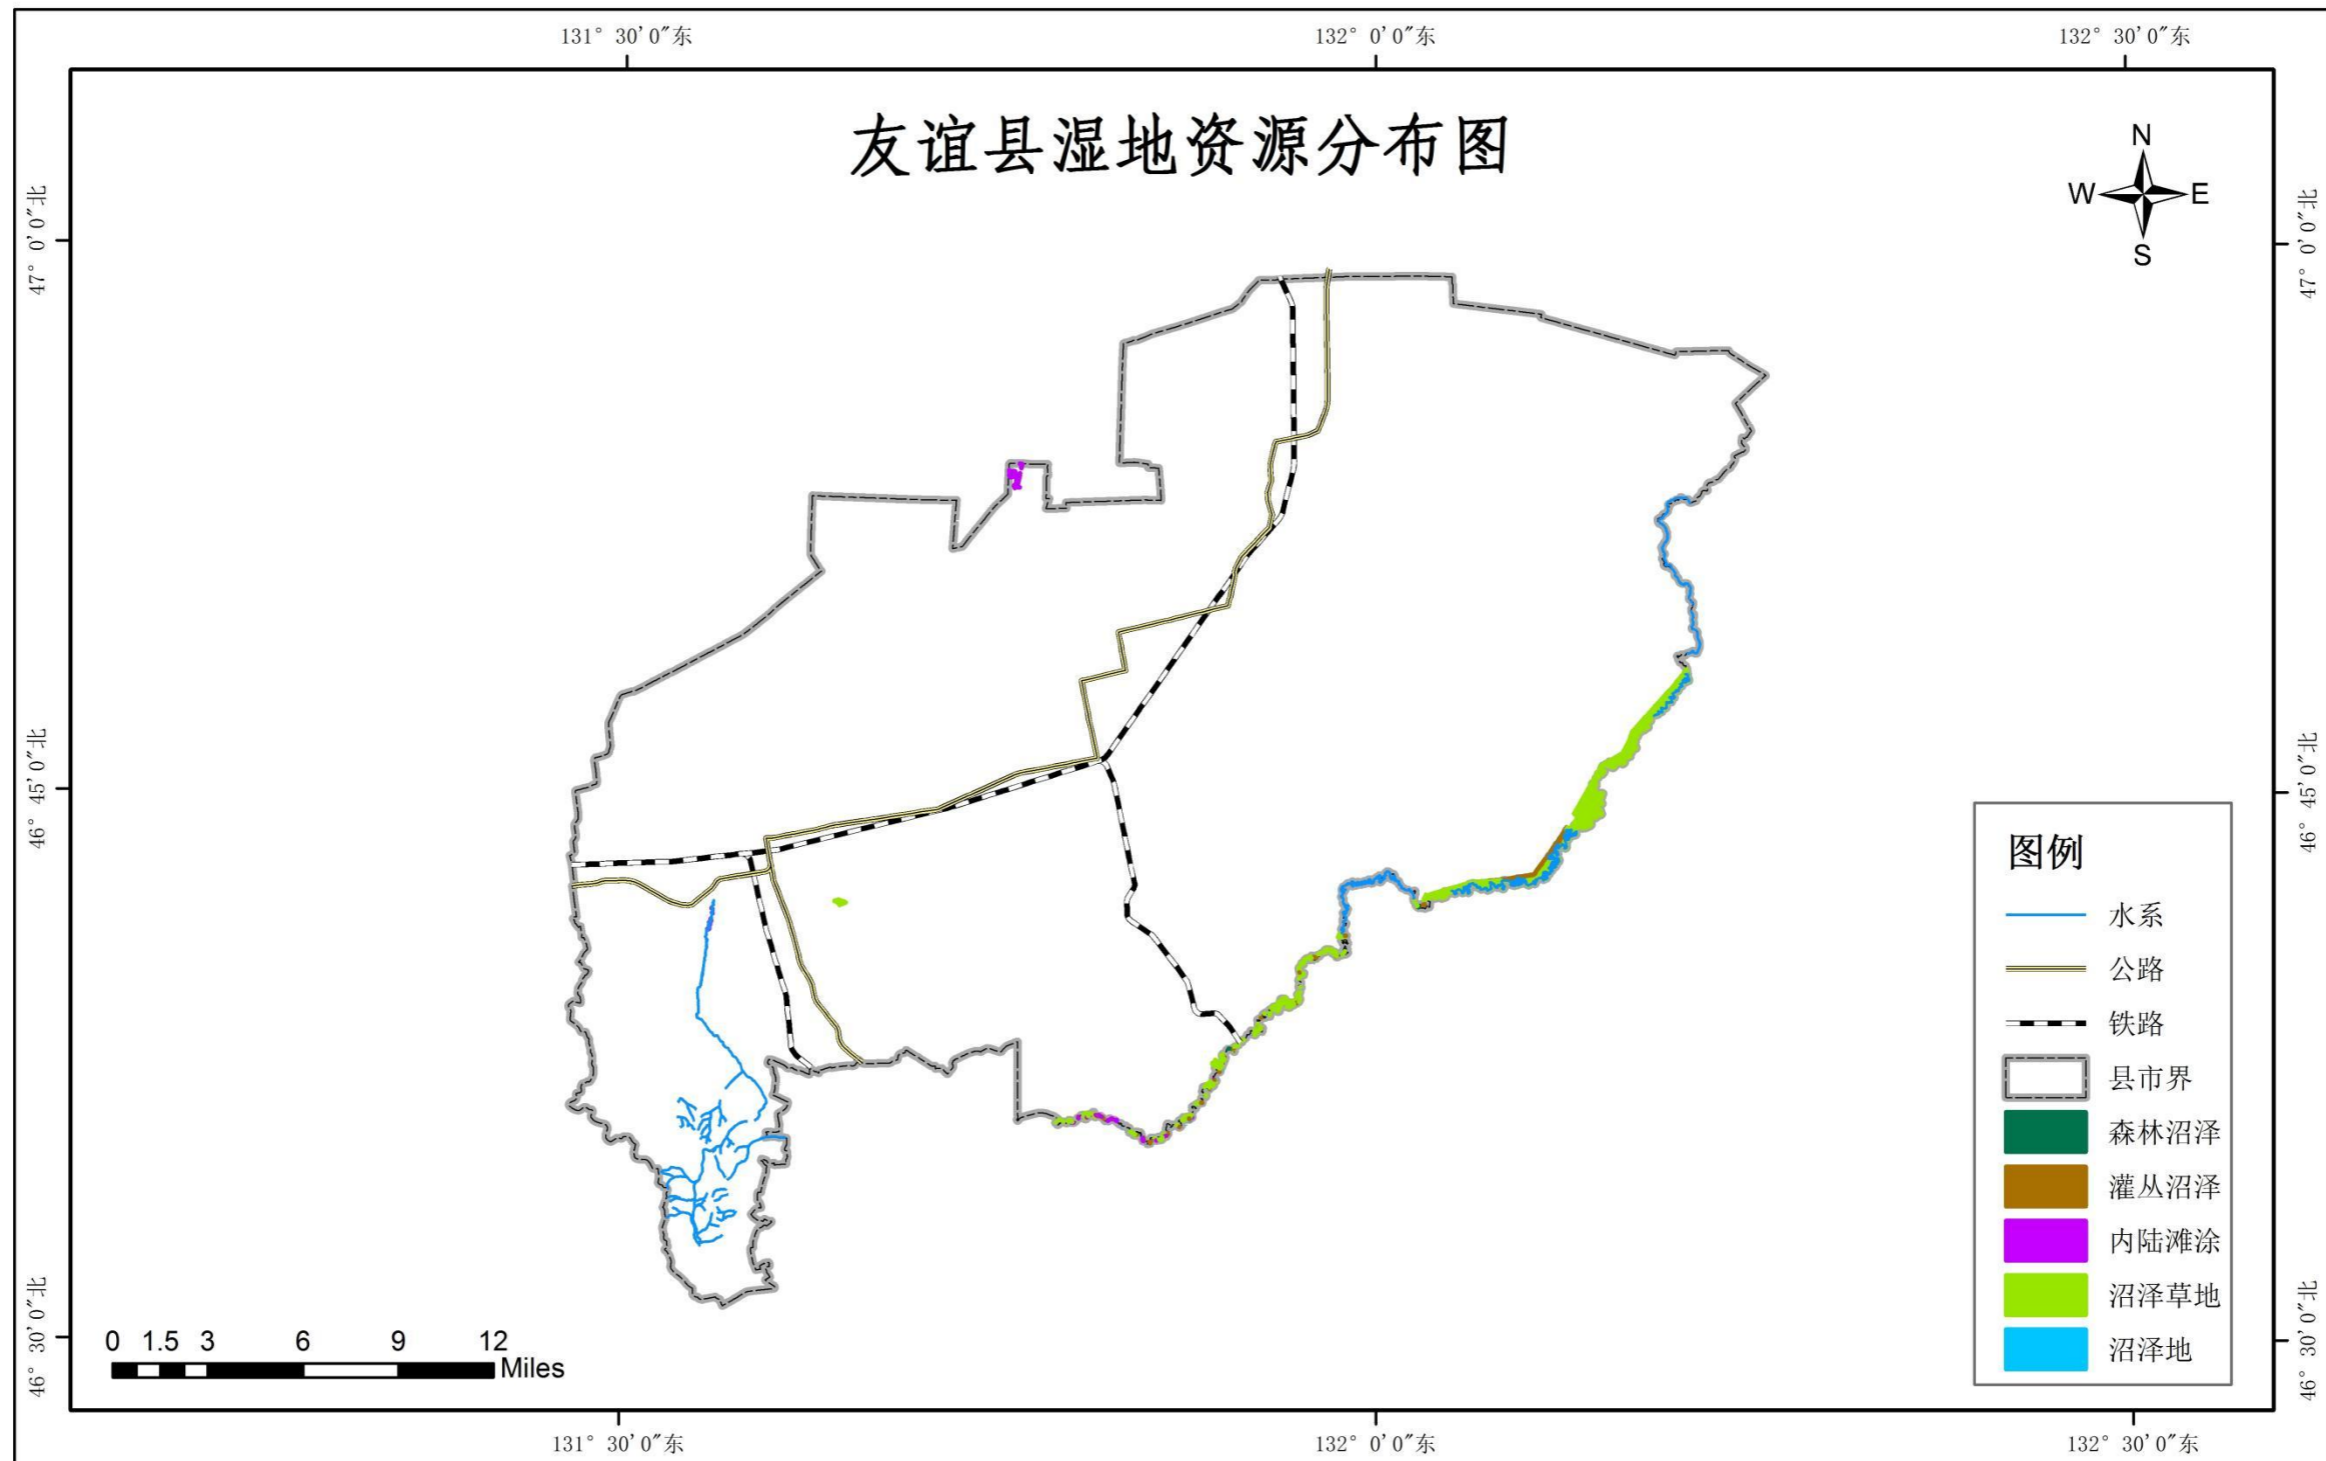 131° 30′0″东
132° 0′0″东
132° 30′0″东
友谊县湿地资源分布图
N
W
E
S
47° 0′0″北
47° 0′0″北
46° 45′0″北
46° 45′0″北
图例
水系
公路
铁路
县市界
森林沼泽
灌丛沼泽
内陆滩涂
沼泽草地
沼泽地
46° 30′0″北
46° 30′0″北
0 1.5 3 6 9 12
Miles
131° 30′0″东
132° 0′0″东
132° 30′0″东